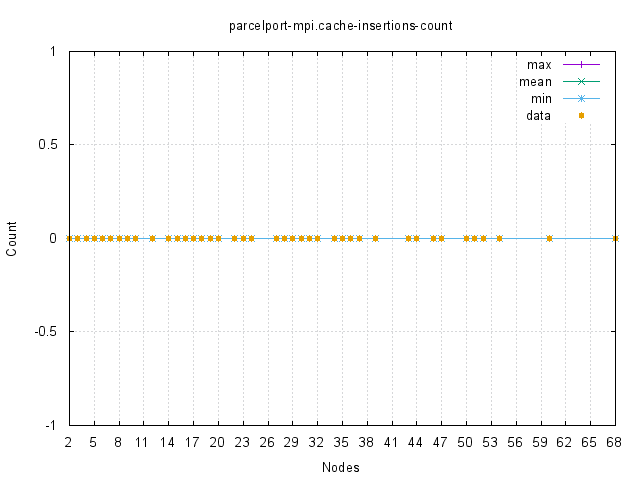 parcelport-mpi.cache-insertions-count
1
0.5
0
-0.5
-1
Count
max
mean
min
data
2 5 8 11 14 17 20 23 26 29 32 35 38 41 44 47 50 53 56 59 62 65 68
Nodes